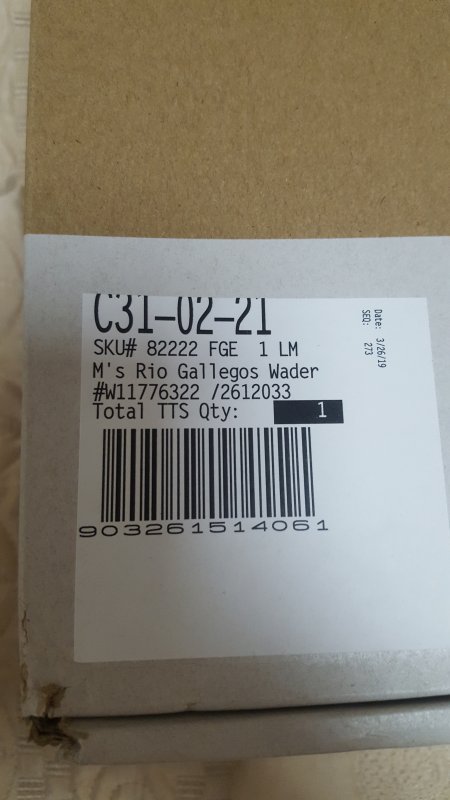 C31-02-21
SKU# 82222 FGE 1 LM
M's Rio Gallegos Wader
#W11776322 /2612033
Total TTS Qty: 1
903261514061
Date: 3/26/19
SEQ: 273